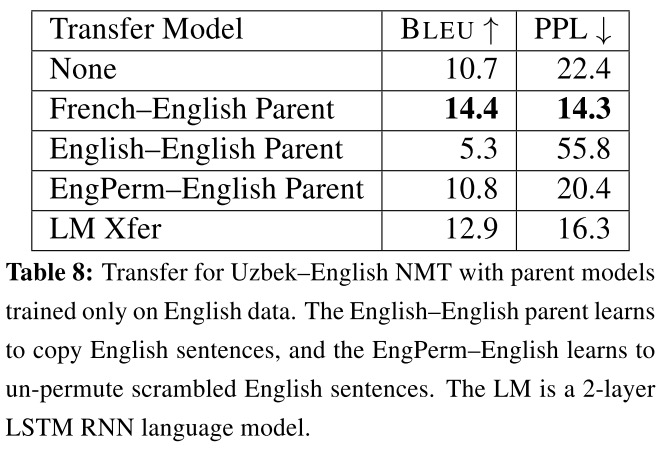 Transfer Model BLEU ↑ PPL ↓
None 10.7 22.4
French–English Parent 14.4 14.3
English–English Parent 5.3 55.8
EngPerm–English Parent 10.8 20.4
LM Xfer 12.9 16.3
Table 8: Transfer for Uzbek–English NMT with parent models
trained only on English data. The English–English parent learns
to copy English sentences, and the EngPerm–English learns to
un-permute scrambled English sentences. The LM is a 2-layer
LSTM RNN language model.